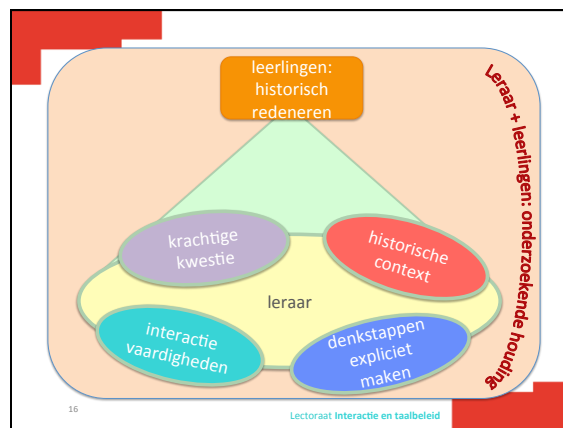 leerlingen:
historisch
redeneren
Leraar + leerlingen: onderzoekende houding
krachtige
kwestie
historische
context
leraar
interactie
vaardigheden
denkstappen
expliciet
maken
16
Lectoraat Interactie en taalbeleid